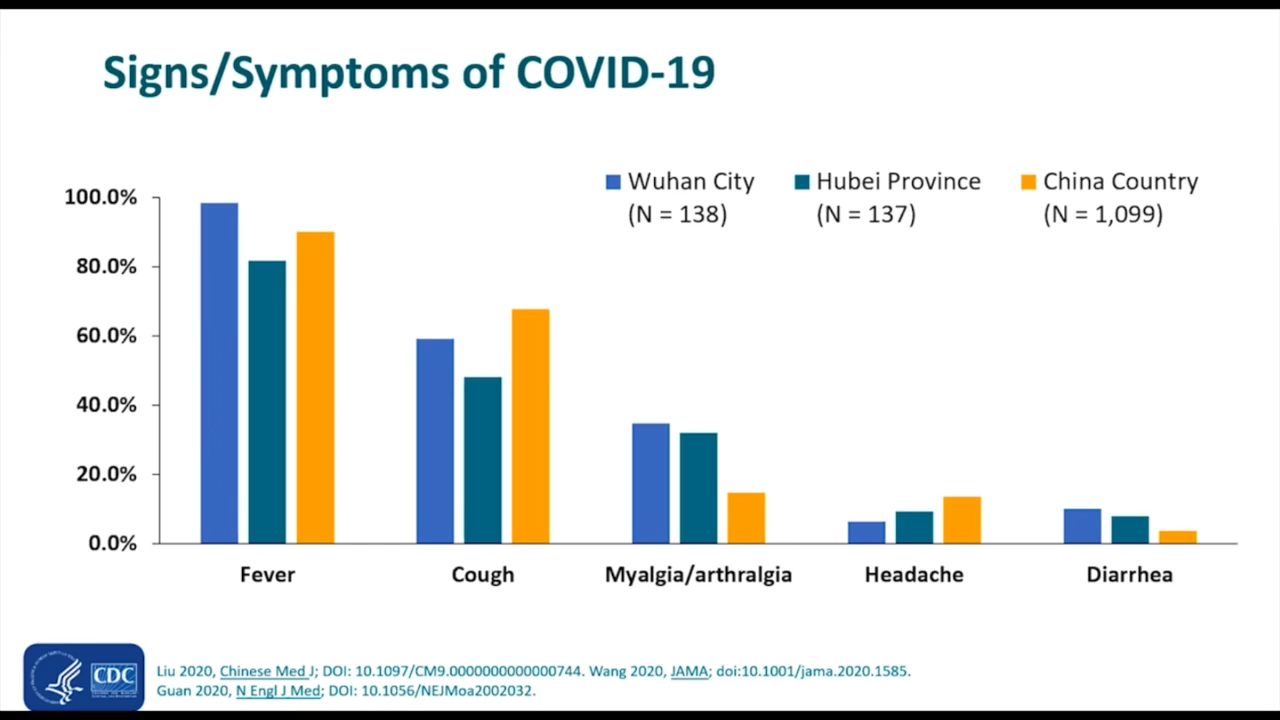 Signs/Symptoms of COVID-19
Wuhan City
(N = 138)
Hubei Province
(N = 137)
China Country
(N = 1,099)
100.0%
80.0%
60.0%
40.0%
20.0%
0.0%
Fever
Cough
Myalgia/arthralgia
Headache
Diarrhea
CDC
Liu 2020, Chinese Med J; DOI: 10.1097/CM9.0000000000000744. Wang 2020, JAMA; doi:10.1001/jama.2020.1585.
Guan 2020, N Engl J Med; DOI: 10.1056/NEJMoa2002032.